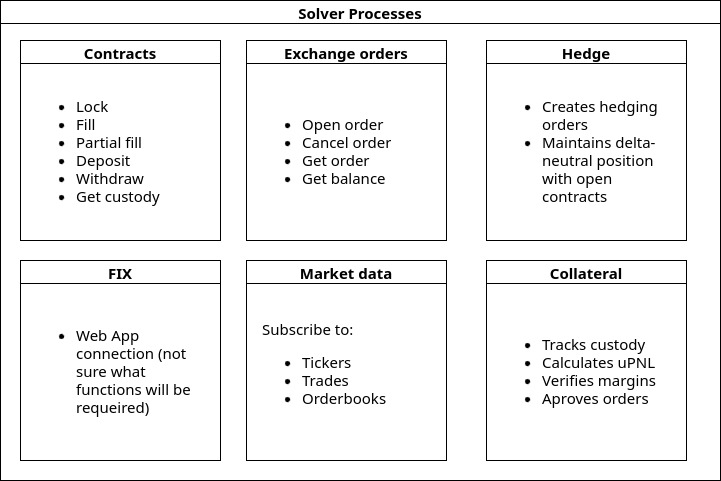 Solver Processes
Contracts
• Lock
• Fill
• Partial fill
• Deposit
• Withdraw
• Get custody
Exchange orders
• Open order
• Cancel order
• Get order
• Get balance
Hedge
• Creates hedging
orders
• Maintains delta-
neutral position
with open
contracts
FIX
• Web App
connection (not
sure what
functions will be
requeired)
Market data
Subscribe to:
• Tickers
• Trades
• Orderbooks
Collateral
• Tracks custody
• Calculates uPNL
• Verifies margins
• Aproves orders